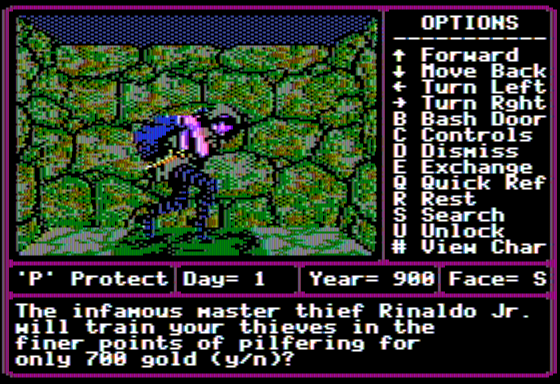 OPTIONS
↑ Forward
↓ Move Back
← Turn Left
→ Turn Rght
B Bash Door
C Controls
D Dismiss
E Exchange
Q Quick Ref
R Rest
S Search
U Unlock
# View Char
'P' Protect Day= 1 Year= 900 Face= S
The infamous master thief Rinaldo Jr.
will train your thieves in the
finer points of pilfering for
only 700 gold (y/n)?